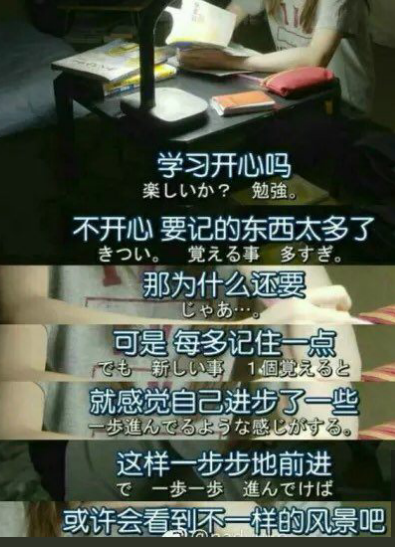 学习开心吗
楽しいか？ 勉強。
不开心 要记的东西太多了
きつい。 覚える事 多すぎ。
那为什么还要
じゃあ…。
可是 每多记住一点
でも 新しい事 １個覚えると
就感觉自己进步了一些
一歩進んでるような感じがする。
这样一步步地前进
で 一歩一歩 進んでけば
或许会看到不一样的风景吧